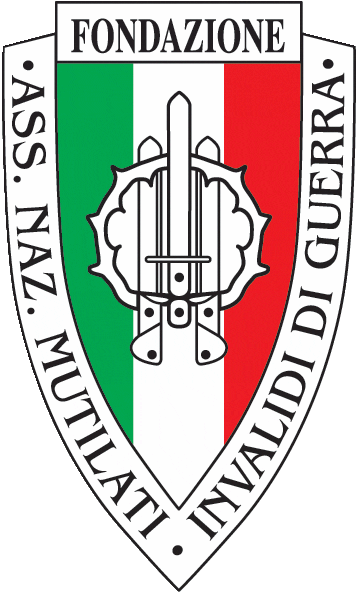 FONDAZIONE
• ASS. NAZ. MUTILATI •
INVALIDI DI GUERRA •